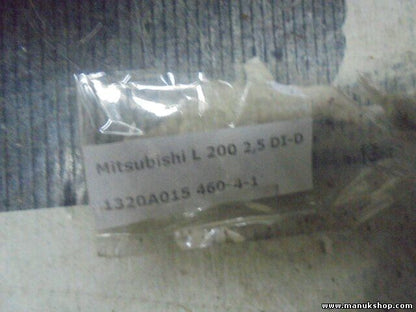 Mitsubishi L 200 2,5 DI-D
1320A015 460-4-1
www.manukshop.com